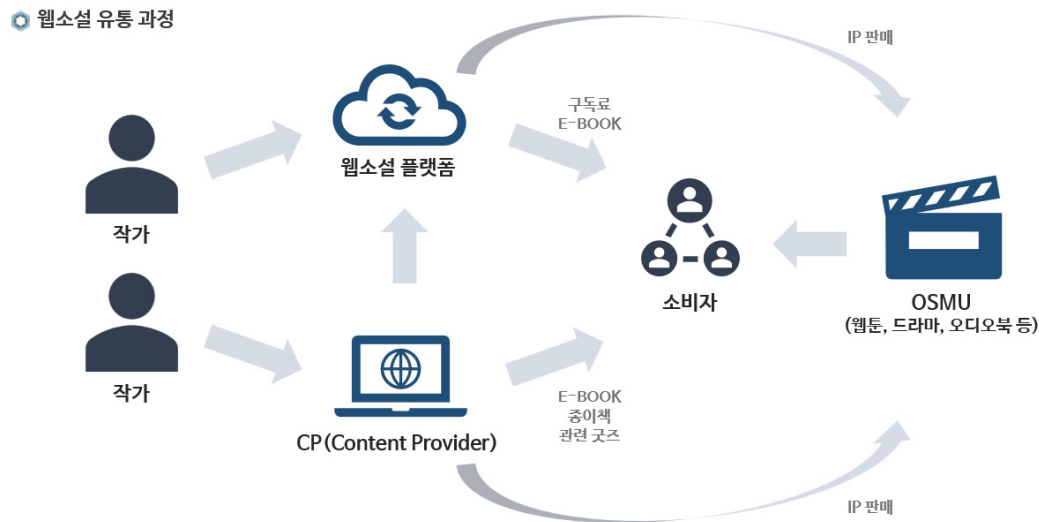 웹소설 유통 과정
IP 판매
구독료
E-BOOK
웹소설 플랫폼
작가
소비자
OSMU
(웹툰, 드라마, 오디오북 등)
작가
E-BOOK
종이책
관련 굿즈
CP(Content Provider)
IP 판매